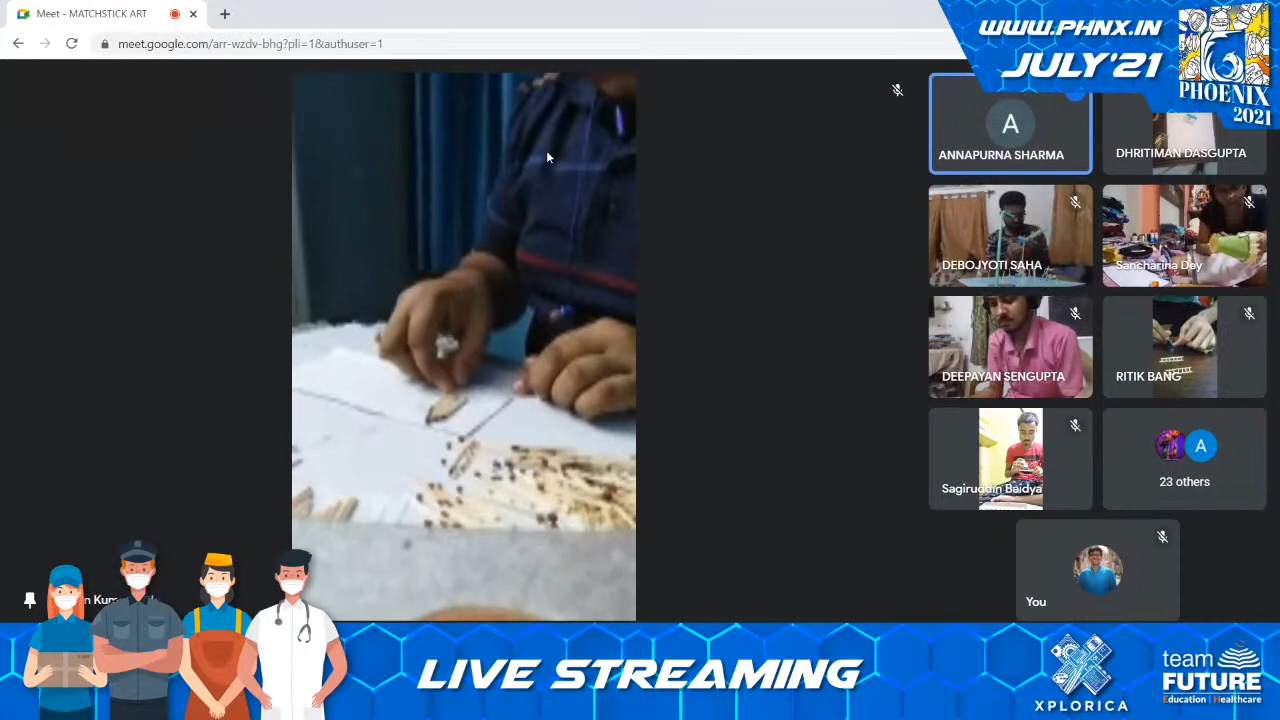 Meet - MATCHSTICK ART
meet.google.com/arr-wzdv-bhg?pli=1&authuser=1
WWW.PHNX.IN
JULY'21
PHOENIX
2021
A
ANNAPURNA SHARMA
DHRITIMAN DASGUPTA
DEBOJYOTI SAHA
Sancharina Dey
DEEPAYAN SENGUPTA
RITIK BANG
Sagiruddin Baidya
A
23 others
You
LIVE STREAMING
XPLORICA
team
FUTURE
Education | Healthcare